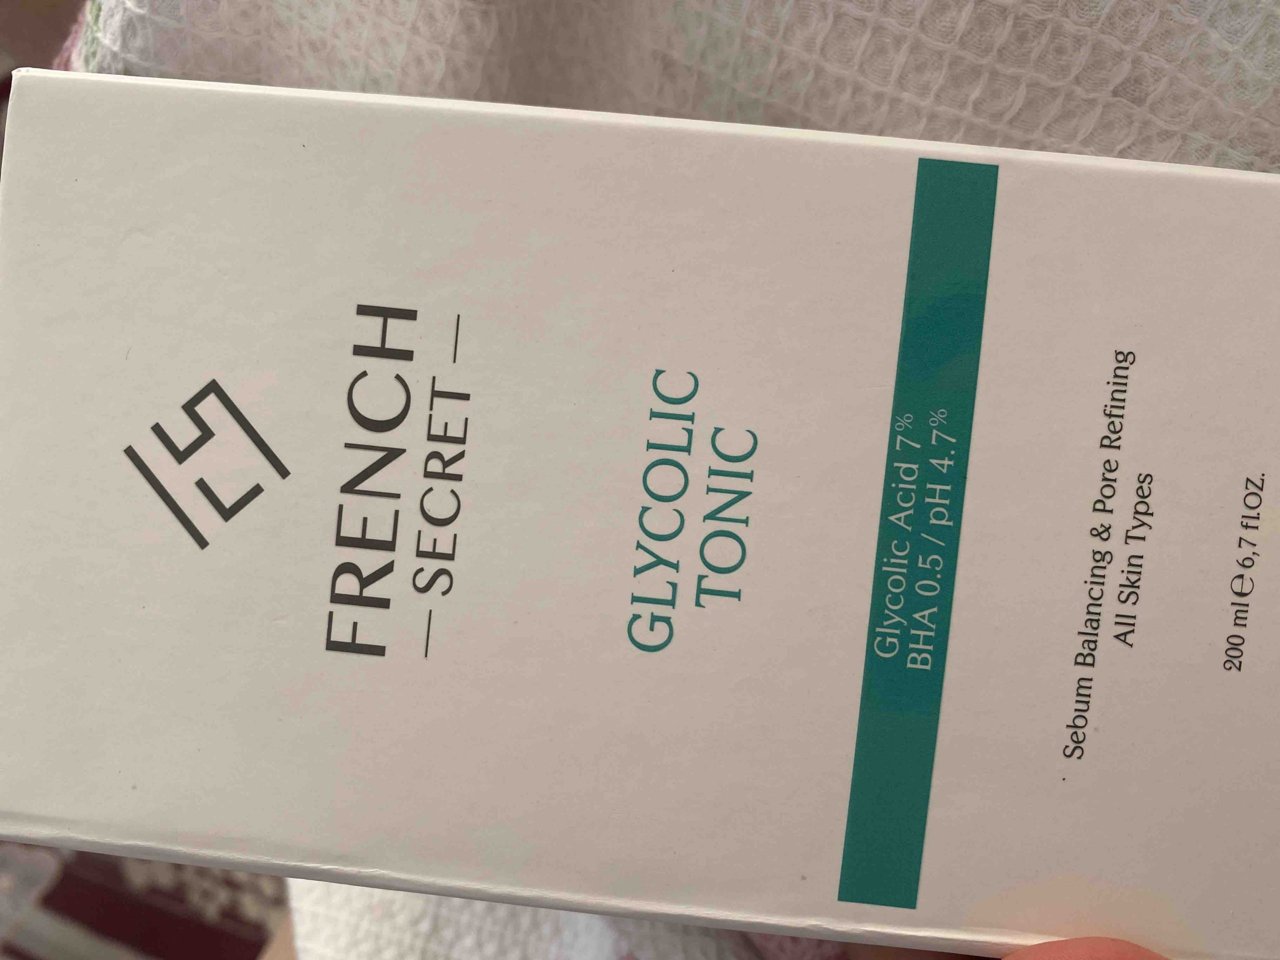 FRENCH
SECRET
GLYCOLIC
TONIC
Glycolic Acid 7%
BHA 0.5 / pH 4.7%
Sebum Balancing & Pore Refining
All Skin Types
200 ml ℮ 6,7 fl.OZ.